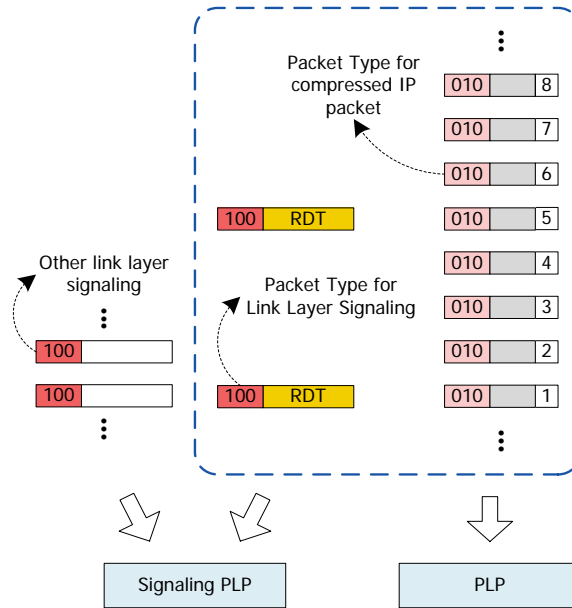 Packet Type for
compressed IP
packet
010 8
010 7
010 6
100 RDT
010 5
Other link layer
signaling
010 4
Packet Type for
Link Layer Signaling
010 3
100
010 2
100
100 RDT
010 1
Signaling PLP
PLP